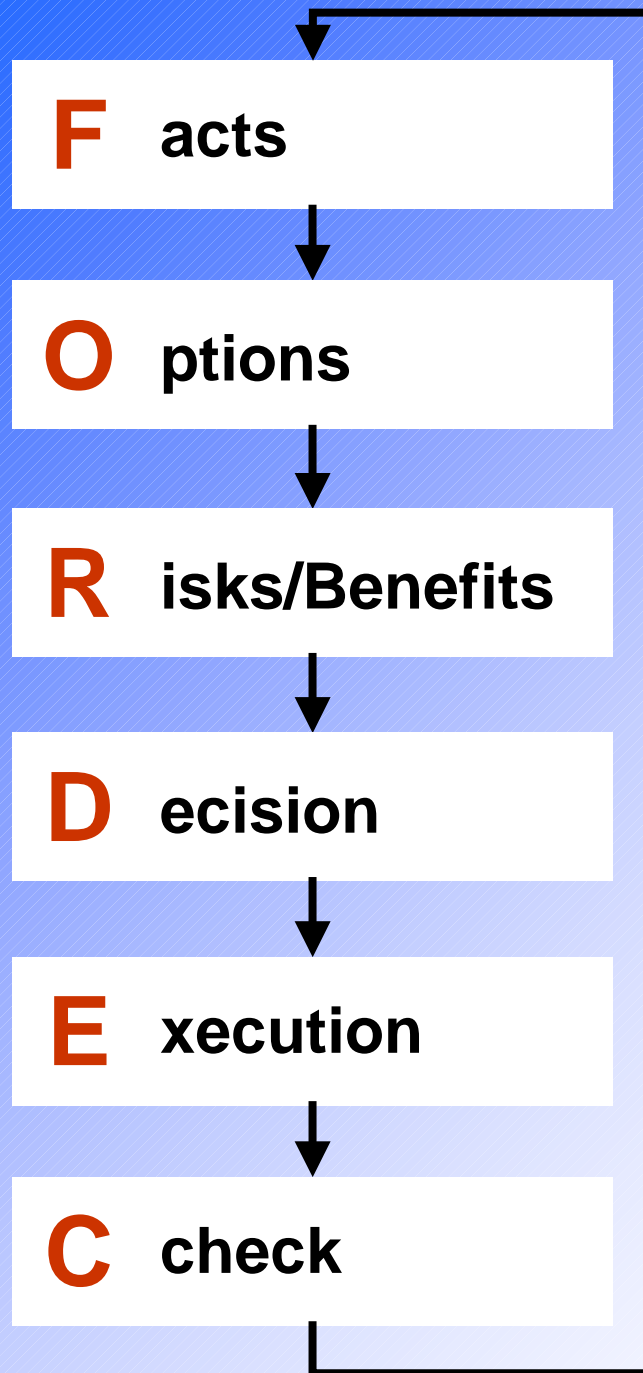 F acts
O ptions
R isks/Benefits
D ecision
E xecution
C check